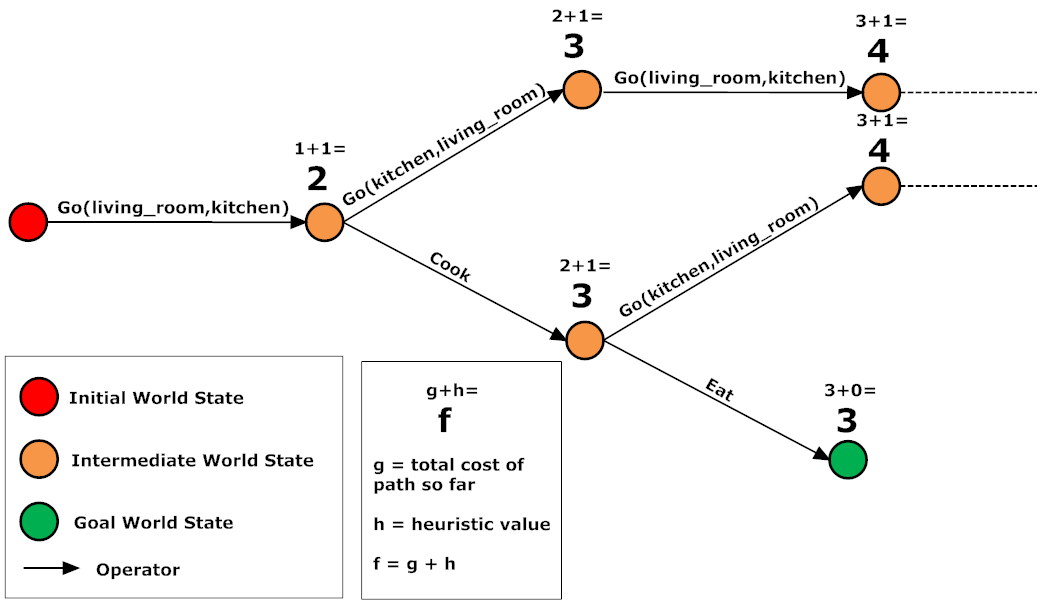 2+1=
3
3+1=
4
Go(living_room,kitchen)
3+1=
4
Go(kitchen,living_room)
1+1=
2
Go(living_room,kitchen)
Cook
2+1=
3
Go(kitchen,living_room)
Eat
3+0=
3
Initial World State
Intermediate World State
Goal World State
Operator
g+h=
f
g = total cost of
path so far
h = heuristic value
f = g + h